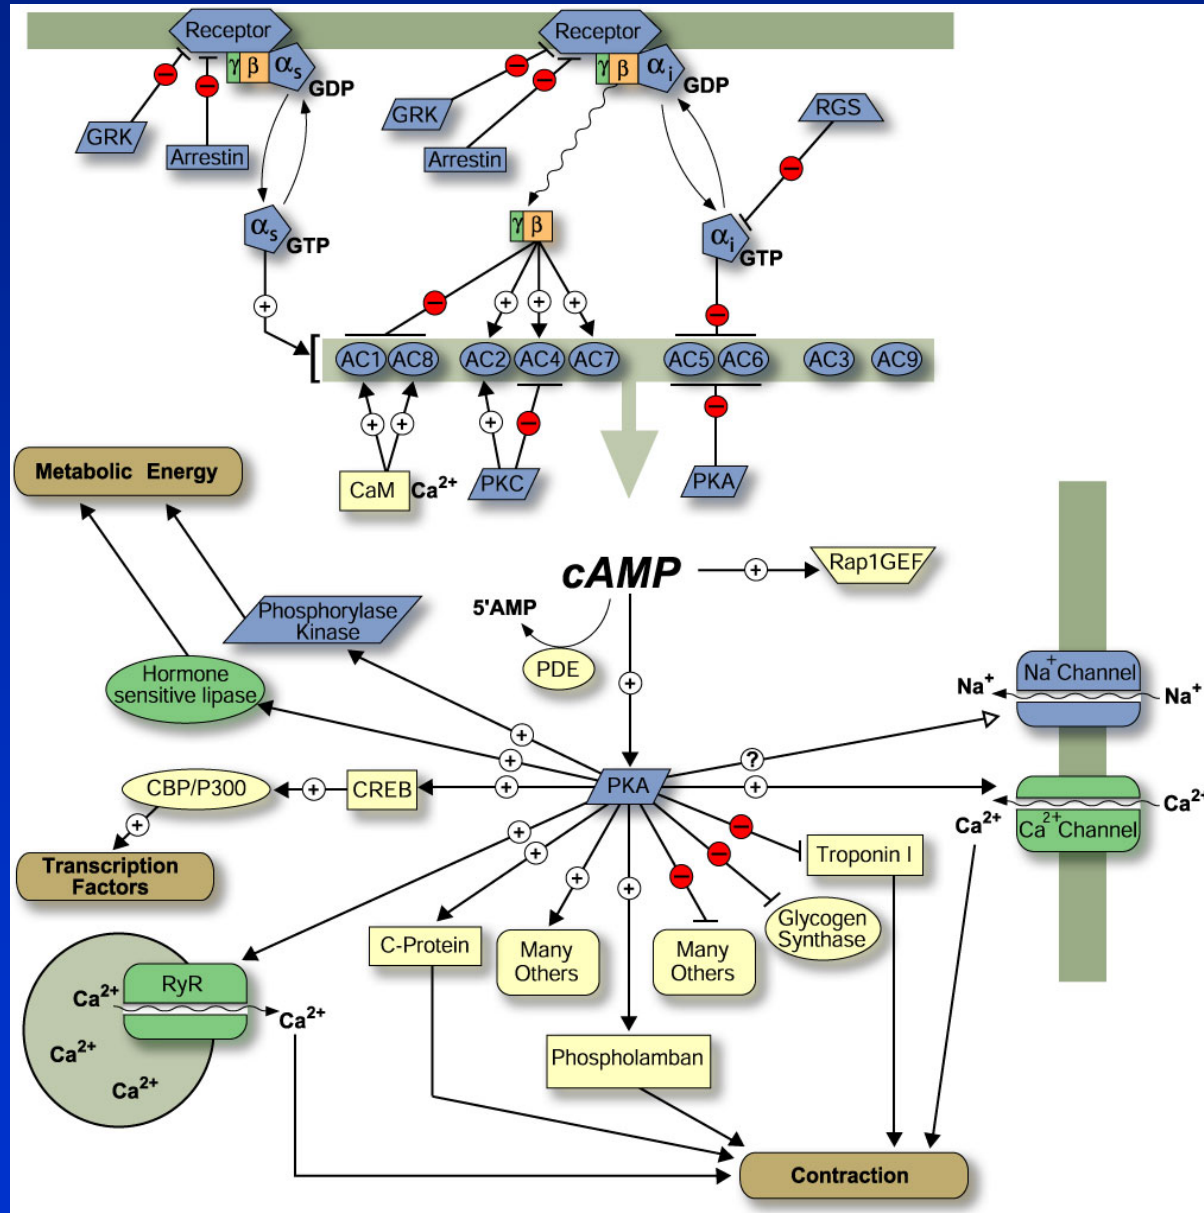 Receptor
γ β αs
GDP
GRK
Arrestin
αs
GTP
+
Receptor
γ β αi
GDP
GRK
Arrestin
RGS
γ β
αi
GTP
+ + +
AC1 AC8 AC2 AC4 AC7 AC5 AC6 AC3 AC9
+ + +
CaM Ca2+
PKC
PKA
Metabolic Energy
cAMP
+
Rap1GEF
5'AMP
PDE
+
Phosphorylase
Kinase
Hormone
sensitive lipase
Na+ Channel
Na+
Na+
+
+
?
CBP/P300
+
CREB
+
PKA
+
Ca2+
Ca2+
Ca2+ Channel
+
Transcription
Factors
+
+
+
+
Troponin I
Glycogen
Synthase
C-Protein
Many
Others
Many
Others
RyR
Ca2+
Ca2+
Ca2+
Ca2+
Phospholamban
Contraction